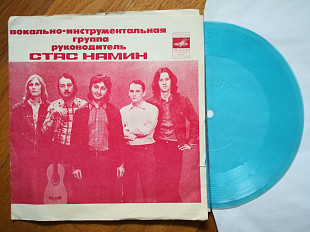 вокально-инструментальная
группа
руководитель
СТАС НАМИН